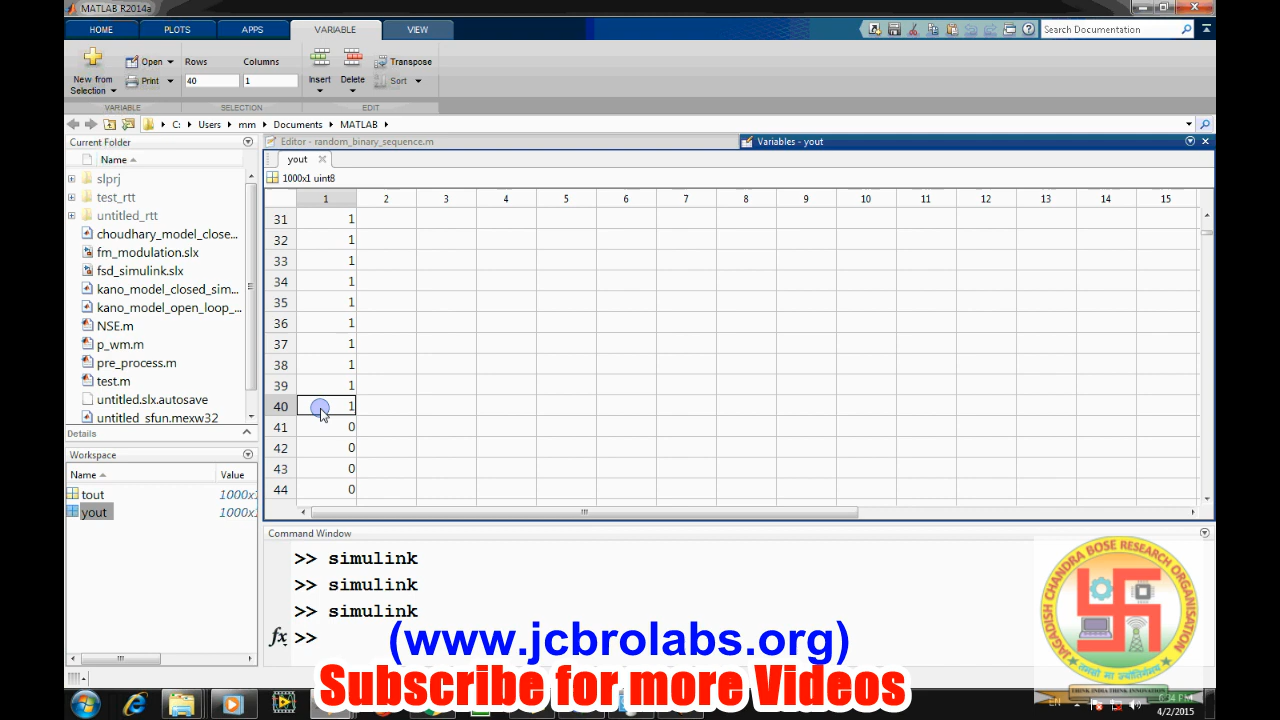 MATLAB R2014a
HOME PLOTS APPS VARIABLE VIEW
Search Documentation
New from Selection
Open
Print
Rows
40
Columns
1
Insert
Delete
Transpose
Sort
VARIABLE SELECTION EDIT
C: Users mm Documents MATLAB
Current Folder
Name
slprj
test_rtt
untitled_rtt
choudhary_model_close...
fm_modulation.slx
fsd_simulink.slx
kano_model_closed_sim...
kano_model_open_loop_...
NSE.m
p_wm.m
pre_process.m
test.m
untitled.slx.autosave
untitled_sfun.mexw32
Details
Workspace
Name Value
tout 1000x1
yout 1000x1
Editor - random_binary_sequence.m
Variables - yout
yout
1000x1 uint8
1 2 3 4 5 6 7 8 9 10 11 12 13 14 15
31 1
32 1
33 1
34 1
35 1
36 1
37 1
38 1
39 1
40 1
41 0
42 0
43 0
44 0
Command Window
>> simulink
>> simulink
>> simulink
fx >>
(www.jcbrolabs.org)
Subscribe for more Videos
JAGADISH CHANDRA BOSE RESEARCH ORGANISATION
THINK INDIA THINK INNOVATION
EN
6:34 PM
4/2/2015